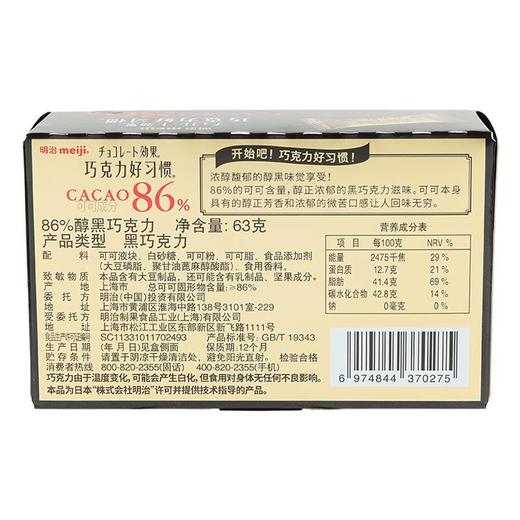 明治 meiji
チョコレート効果®
巧克力好习惯®
CACAO 86%
可可成分
开始吧！巧克力好习惯！
浓醇馥郁的醇黑味觉享受！
86%的可可含量，醇正浓郁的黑巧克力滋味。可可本身
具有的醇正芳香和浓郁的微苦口感让人回味无穷。
86%醇黑巧克力 净含量：63克
产品类型 黑巧克力
配料 可可液块、白砂糖、可可粉、可可脂、食品添加剂
（大豆磷脂、聚甘油蓖麻醇酸酯）、食用香料。
致敏物质 本品含有大豆制品，还可能含有乳制品、坚果成分。
产地 上海市 总可可固形物含量：
委托方 明治（中国）投资有限公司
上海市黄浦区淮海中路138号3101室-229
受委托方 明治制果食品工业（上海）有限公司
上海市松江工业区东部新区新飞路1111号
食品生产许可证编号 SC11331011702493 产品标准号：GB/T 19343
生产日期 （年 月 日）见盒侧面 保质期：12个月
贮存条件 请置于阴凉干燥清洁处、避免阳光直射。 检验合格
消费者热线 800-820-2355（固话） 400-820-2355（手机）
巧克力由于温度变化，可能会产生白化，但食用对身体无任何不良影响。
本品为日本"株式会社明治"许可并提供技术指导的产品。
营养成分表
项目 每100克 NRV %
能量 2475千焦 29 %
蛋白质 12.7克 21 %
脂肪 41.4克 69 %
碳水化合物 42.8克 14 %
钠 0毫克 0 %
6 974844 370275